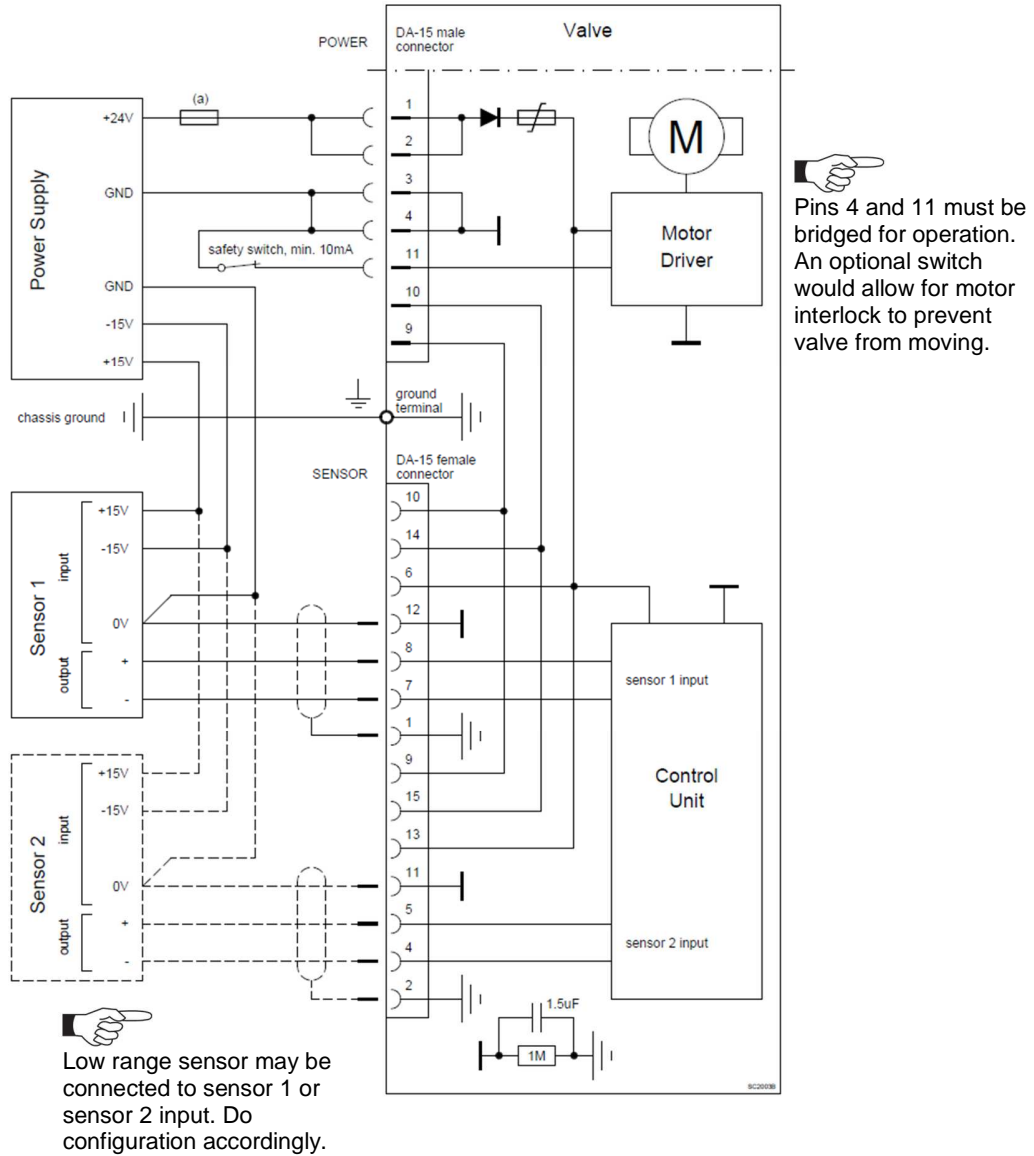 POWER
DA-15 male
connector
Valve
Power Supply
+24V
(a)
GND
safety switch, min. 10mA
GND
-15V
+15V
1
2
3
4
11
10
9
M
Motor
Driver
Pins 4 and 11 must be
bridged for operation.
An optional switch
would allow for motor
interlock to prevent
valve from moving.
chassis ground
ground
terminal
SENSOR
DA-15 female
connector
Sensor 1
input
+15V
-15V
0V
output
+
-
10
14
6
12
8
7
1
9
15
13
11
5
4
2
sensor 1 input
Control
Unit
sensor 2 input
Sensor 2
input
+15V
-15V
0V
output
+
-
1.5uF
1M
SC2003B
Low range sensor may be
connected to sensor 1 or
sensor 2 input. Do
configuration accordingly.